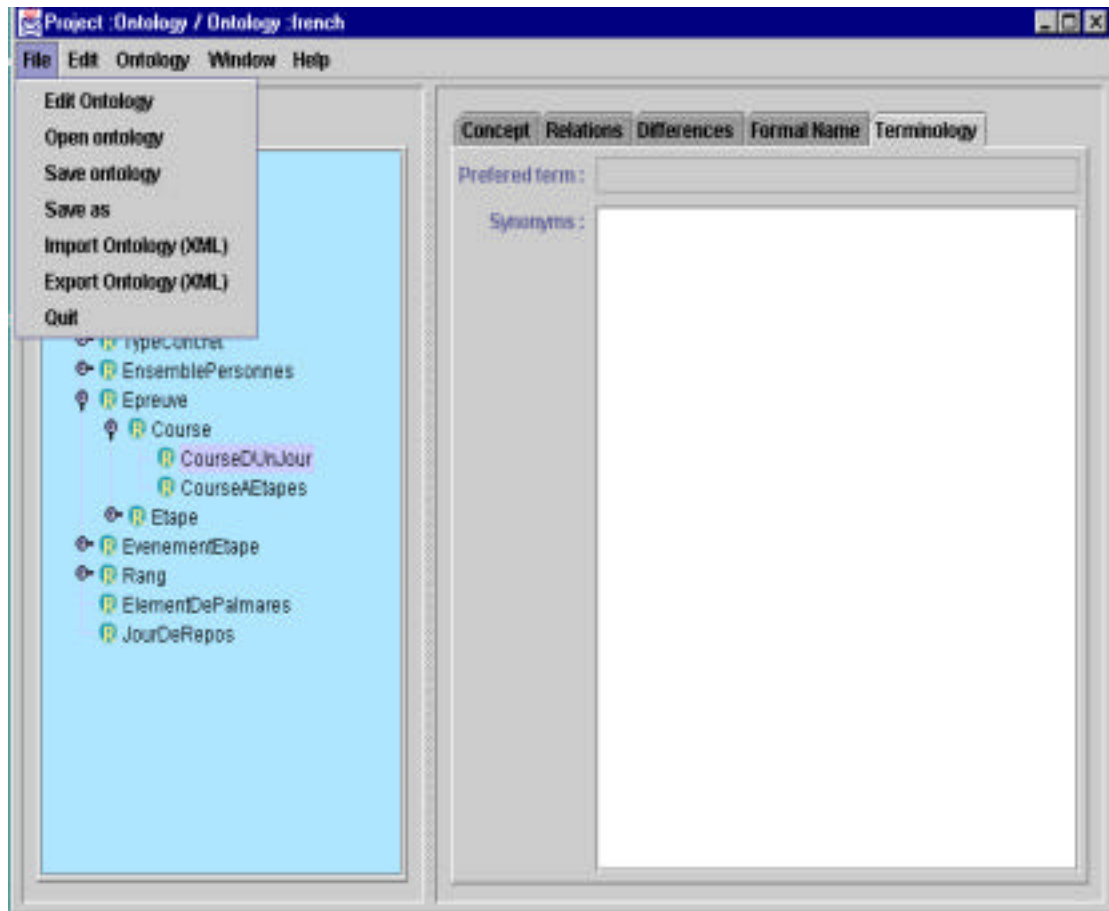 Project :Ontology / Ontology :french
File Edit Ontology Window Help
Edit Ontology
Open ontology
Save ontology
Save as
Import Ontology (XML)
Export Ontology (XML)
Quit
Concept Relations Differences Formal Name Terminology
Prefered term :
Synonyms :
R TypeConcret
R EnsemblePersonnes
R Epreuve
R Course
R CourseDUnJour
R CourseAEtapes
R Etape
R EvenementEtape
R Rang
R ElementDePalmares
R JourDeRepos